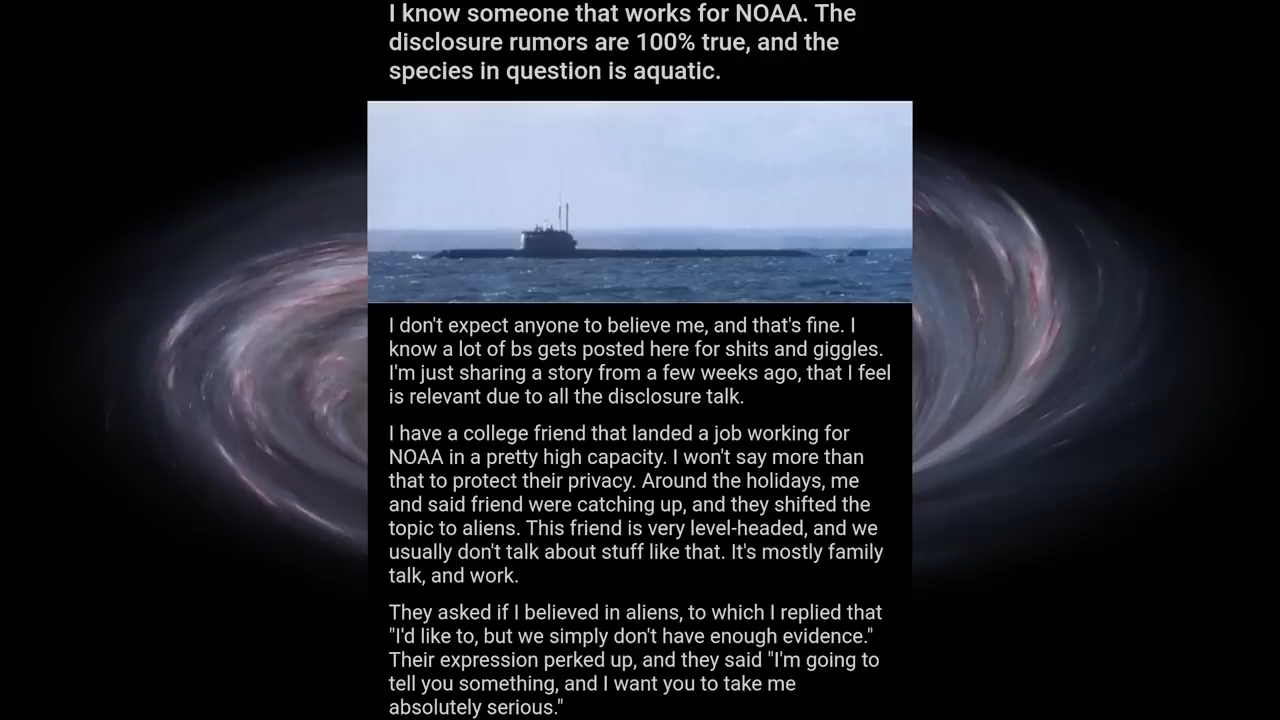 I know someone that works for NOAA. The
disclosure rumors are 100% true, and the
species in question is aquatic.
I don't expect anyone to believe me, and that's fine. I
know a lot of bs gets posted here for shits and giggles.
I'm just sharing a story from a few weeks ago, that I feel
is relevant due to all the disclosure talk.
I have a college friend that landed a job working for
NOAA in a pretty high capacity. I won't say more than
that to protect their privacy. Around the holidays, me
and said friend were catching up, and they shifted the
topic to aliens. This friend is very level-headed, and we
usually don't talk about stuff like that. It's mostly family
talk, and work.
They asked if I believed in aliens, to which I replied that
"I'd like to, but we simply don't have enough evidence."
Their expression perked up, and they said "I'm going to
tell you something, and I want you to take me
absolutely serious."